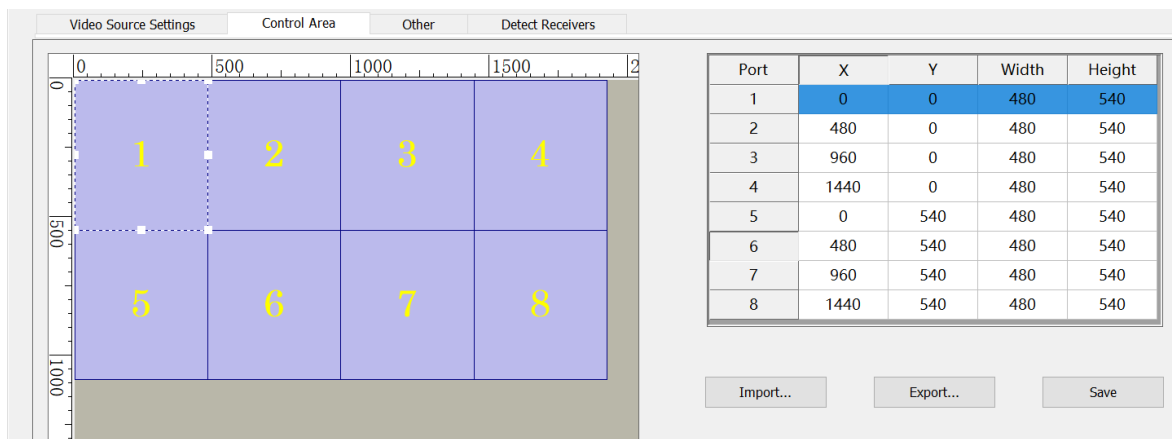 Video Source Settings Control Area Other Detect Receivers
0 500 1000 1500 2
0
500
1000
1 2 3 4
5 6 7 8
Port X Y Width Height
1 0 0 480 540
2 480 0 480 540
3 960 0 480 540
4 1440 0 480 540
5 0 540 480 540
6 480 540 480 540
7 960 540 480 540
8 1440 540 480 540
Import... Export... Save